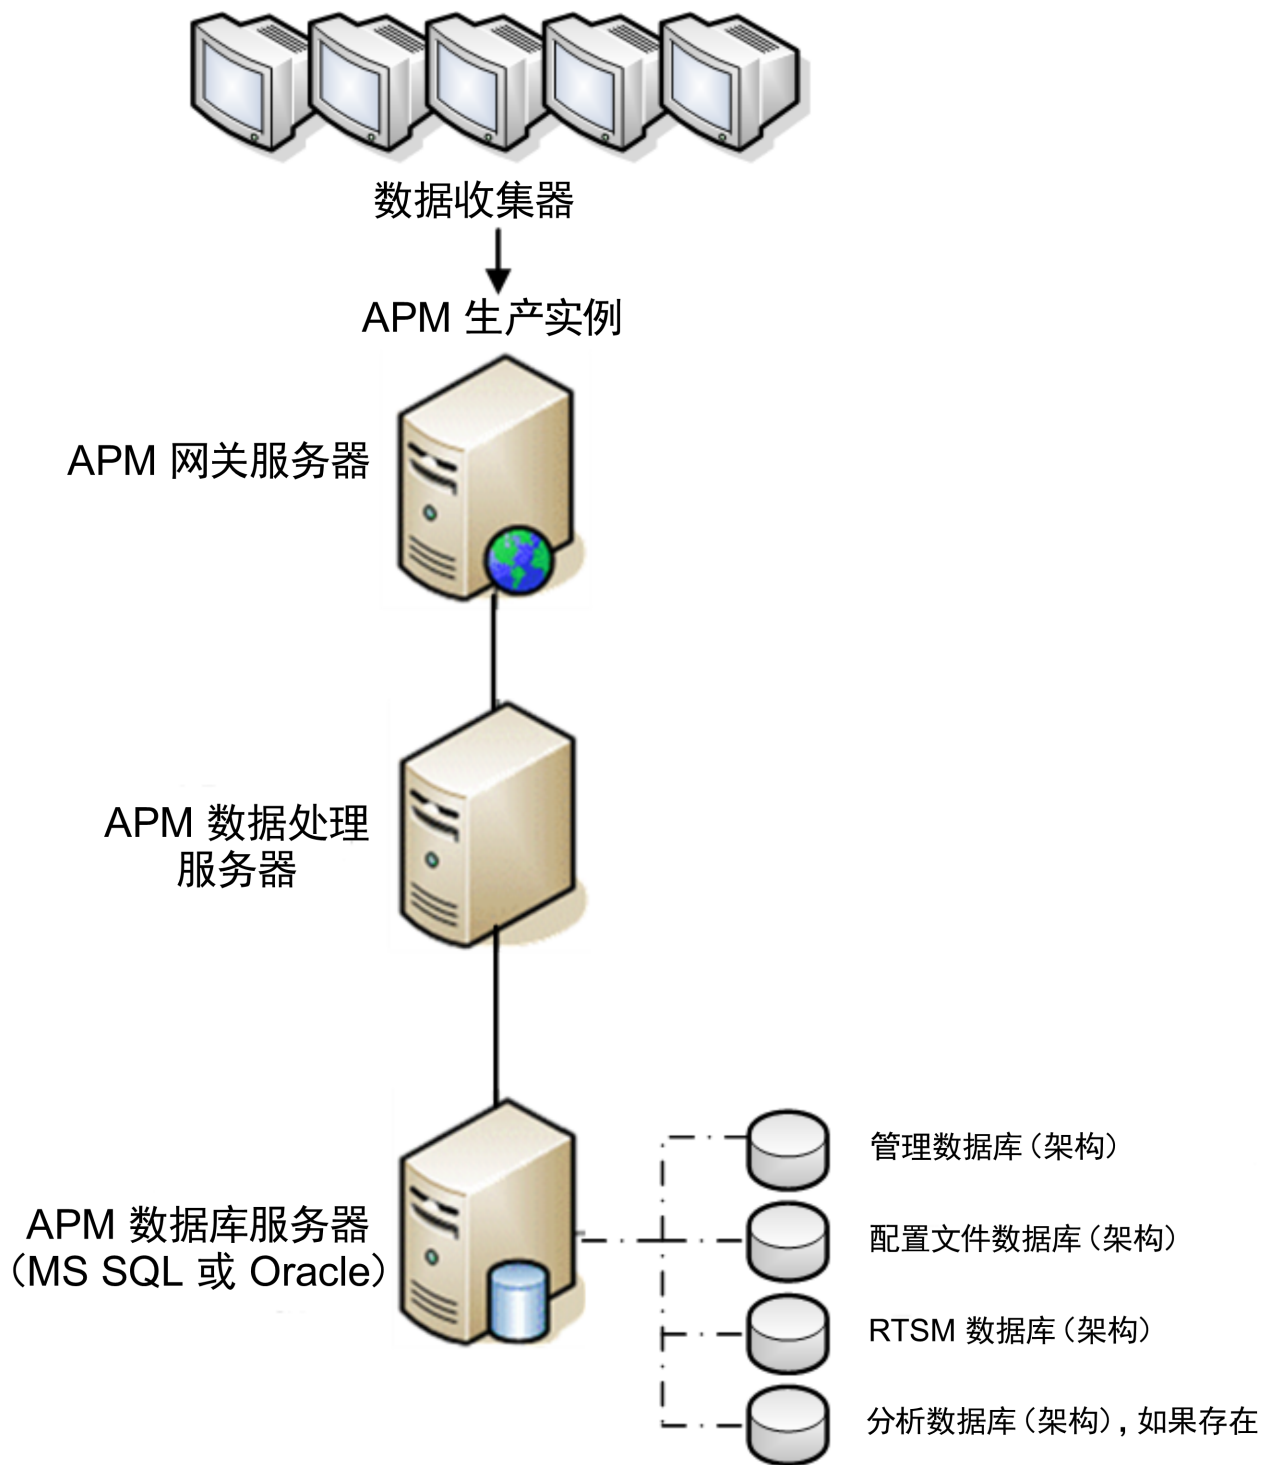 数据收集器
APM 生产实例
APM 网关服务器
APM 数据处理
服务器
APM 数据库服务器
（MS SQL 或 Oracle）
管理数据库（架构）
配置文件数据库（架构）
RTSM 数据库（架构）
分析数据库（架构），如果存在